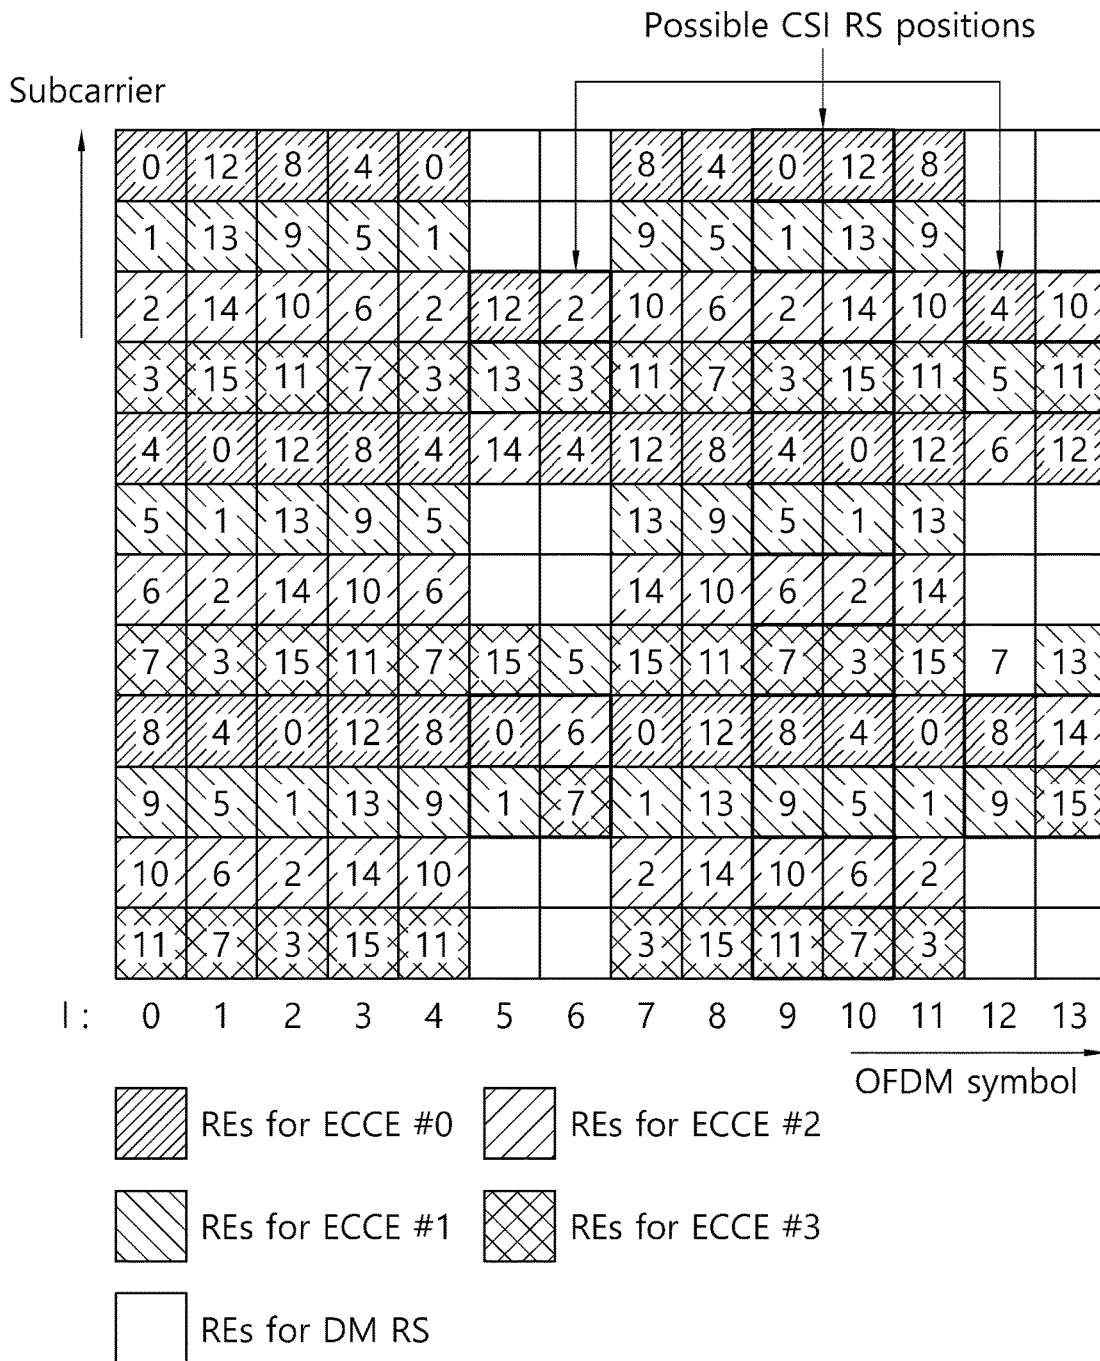 Possible CSI RS positions
Subcarrier
0 12 8 4 0 8 4 0 12 8
1 13 9 5 1 9 5 1 13 9
2 14 10 6 2 12 2 10 6 2 14 10 4 10
3 15 11 7 3 13 3 11 7 3 15 11 5 11
4 0 12 8 4 14 4 12 8 4 0 12 6 12
5 1 13 9 5 13 9 5 1 13
6 2 14 10 6 14 10 6 2 14
7 3 15 11 7 15 5 15 11 7 3 15 7 13
8 4 0 12 8 0 6 0 12 8 4 0 8 14
9 5 1 13 9 1 7 1 13 9 5 1 9 15
10 6 2 14 10 2 14 10 6 2
11 7 3 15 11 3 15 11 7 3
l : 0 1 2 3 4 5 6 7 8 9 10 11 12 13
OFDM symbol
REs for ECCE #0 REs for ECCE #2
REs for ECCE #1 REs for ECCE #3
REs for DM RS